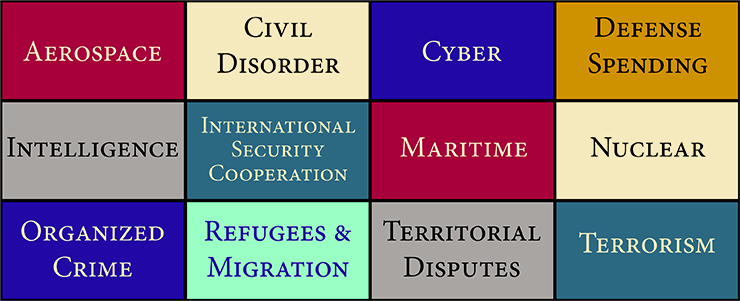 Aerospace
Civil
Disorder
Cyber
Defense
Spending
Intelligence
International
Security
Cooperation
Maritime
Nuclear
Organized
Crime
Refugees &
Migration
Territorial
Disputes
Terrorism